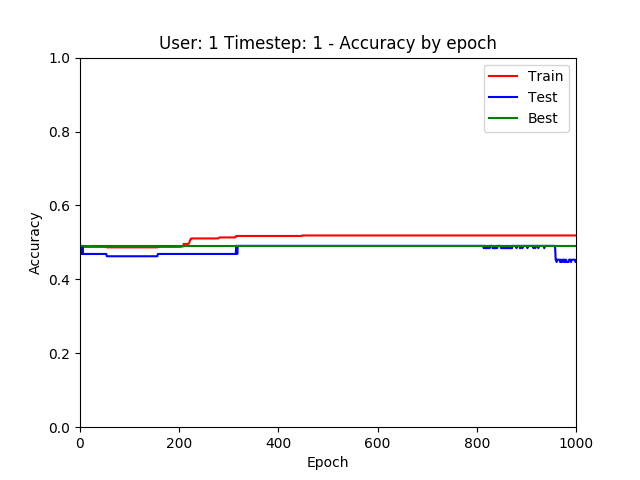 User: 1 Timestep: 1 - Accuracy by epoch
1.0
0.8
0.6
0.4
0.2
0.0
Accuracy
Train
Test
Best
0 200 400 600 800 1000
Epoch